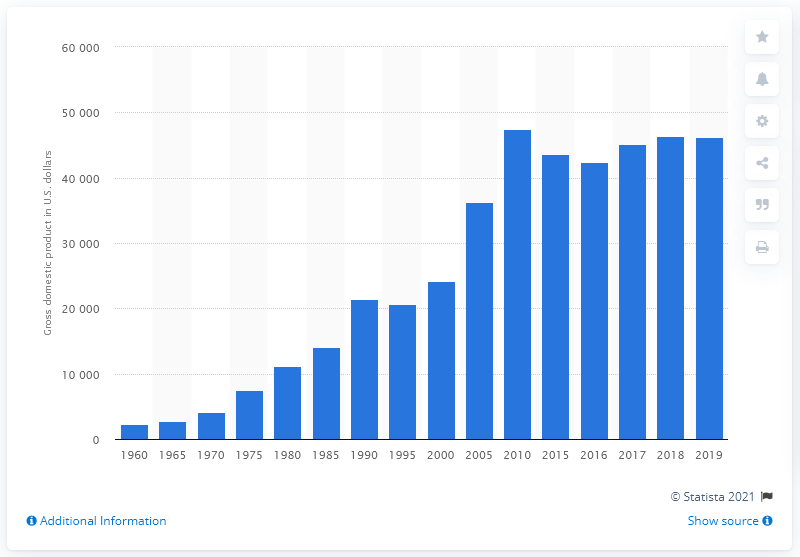 60 000
50 000
40 000
30 000
20 000
10 000
0
Gross domestic product in U.S. dollars
1960 1965 1970 1975 1980 1985 1990 1995 2000 2005 2010 2015 2016 2017 2018 2019
© Statista 2021
Additional Information
Show source